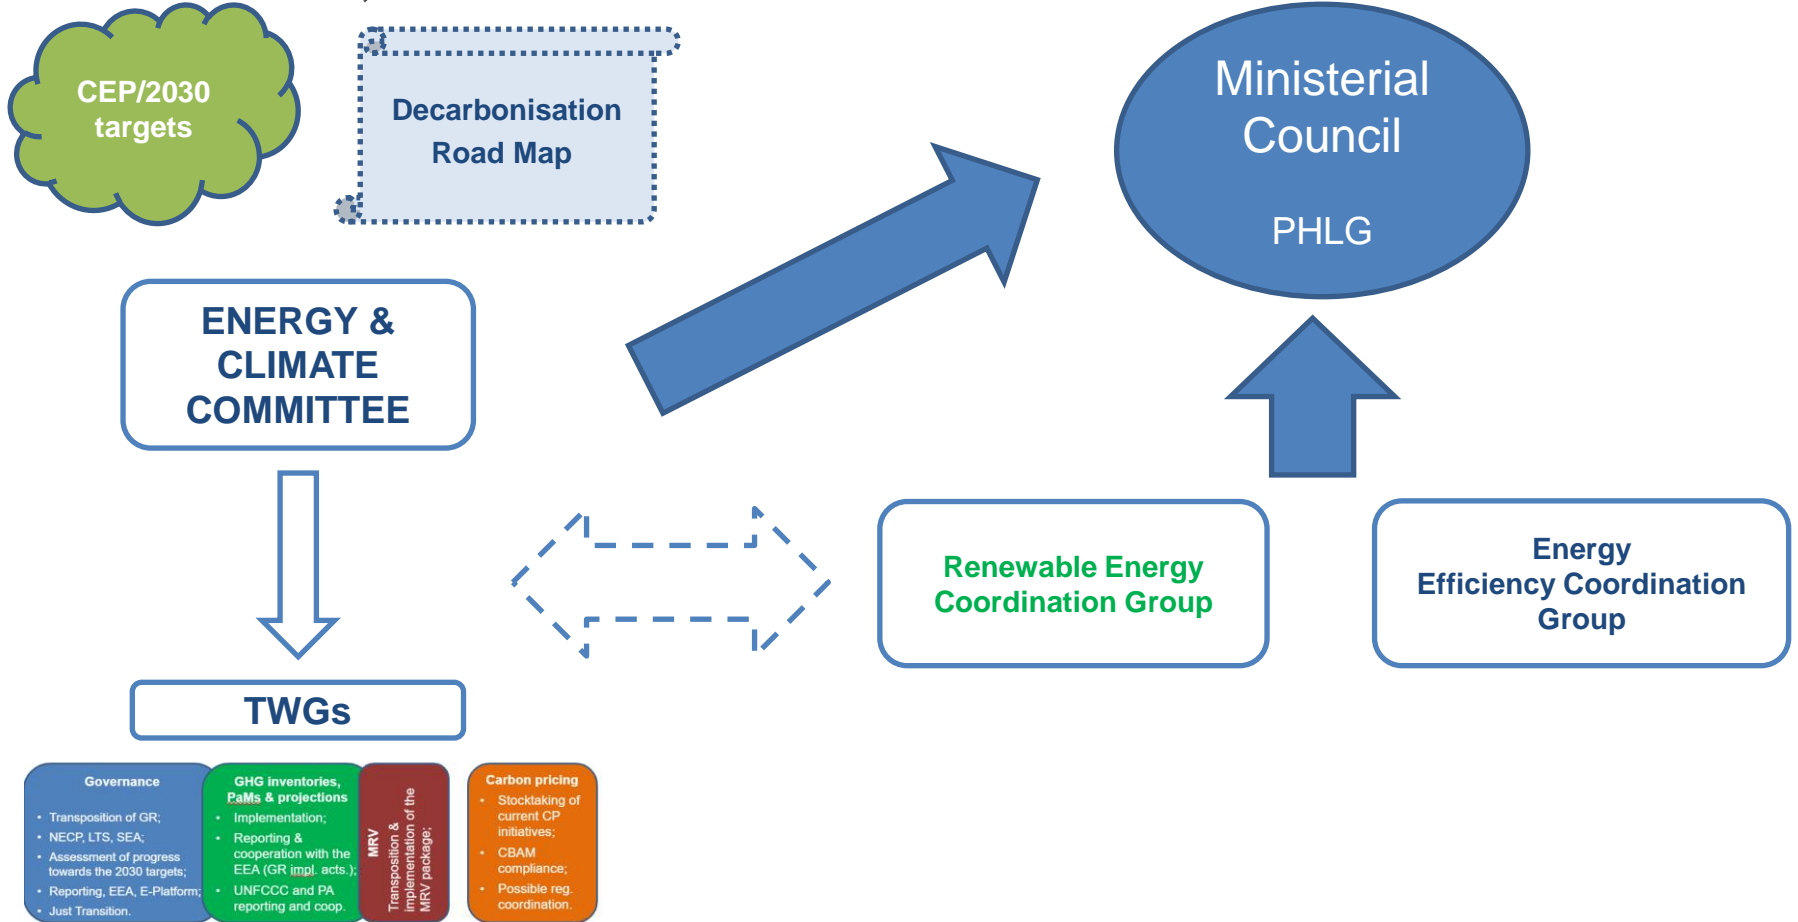 CEP/2030
targets
Decarbonisation
Road Map
Ministerial
Council
PHLG
ENERGY &
CLIMATE
COMMITTEE
Renewable Energy
Coordination Group
Energy
Efficiency Coordination
Group
TWGs
Governance
• Transposition of GR;
• NECP, LTS, SEA;
• Assessment of progress
towards the 2030 targets;
• Reporting, EEA, E-Platform;
• Just Transition.
GHG inventories,
PaMs & projections
• Implementation;
• Reporting &
cooperation with the
EEA (GR impl. acts.);
• UNFCCC and PA
reporting and coop.
MRV
Transposition &
implementation of the
MRV package;
Carbon pricing
• Stocktaking of
current CP
initiatives;
• CBAM
compliance;
• Possible reg.
coordination.